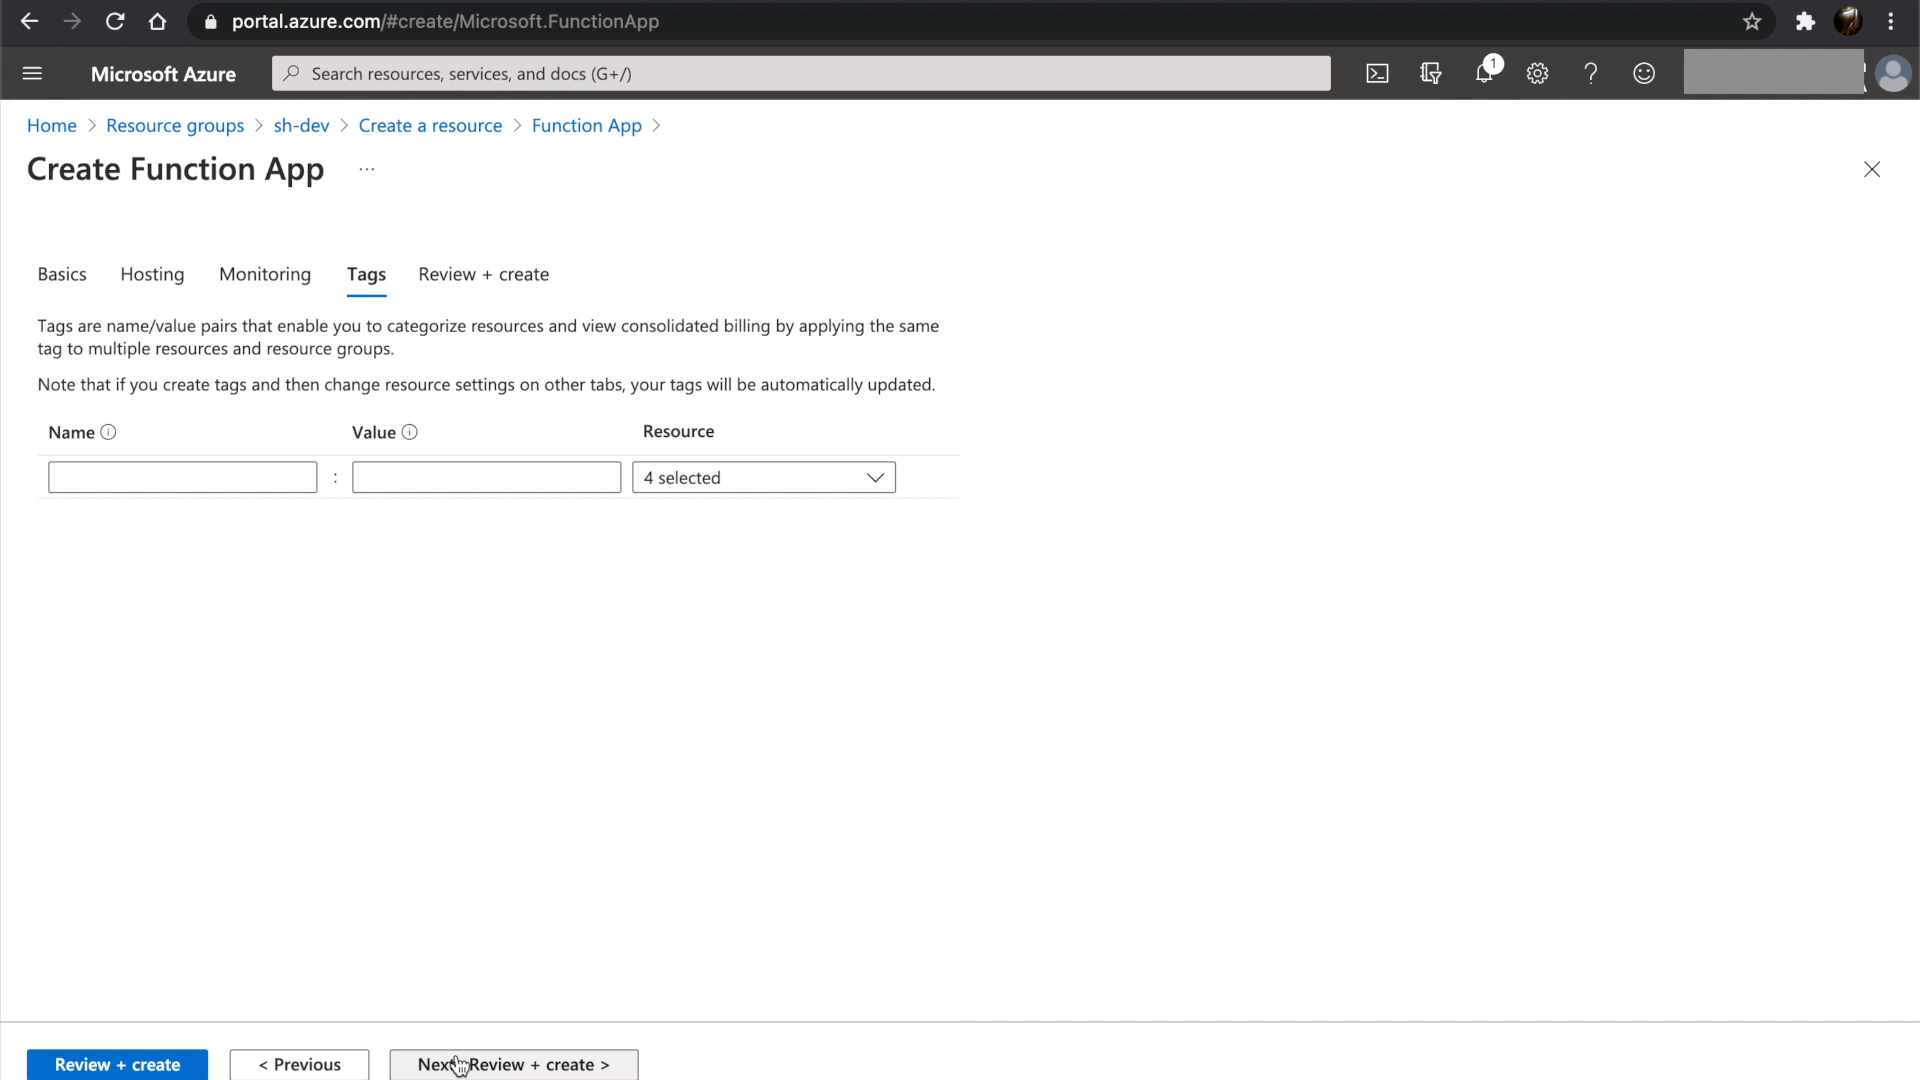 portal.azure.com/#create/Microsoft.FunctionApp
Microsoft Azure
Search resources, services, and docs (G+/)
1
Home > Resource groups > sh-dev > Create a resource > Function App >
Create Function App ...
Basics Hosting Monitoring Tags Review + create
Tags are name/value pairs that enable you to categorize resources and view consolidated billing by applying the same
tag to multiple resources and resource groups.
Note that if you create tags and then change resource settings on other tabs, your tags will be automatically updated.
Name Value Resource
: 4 selected
Review + create < Previous Next: Review + create >